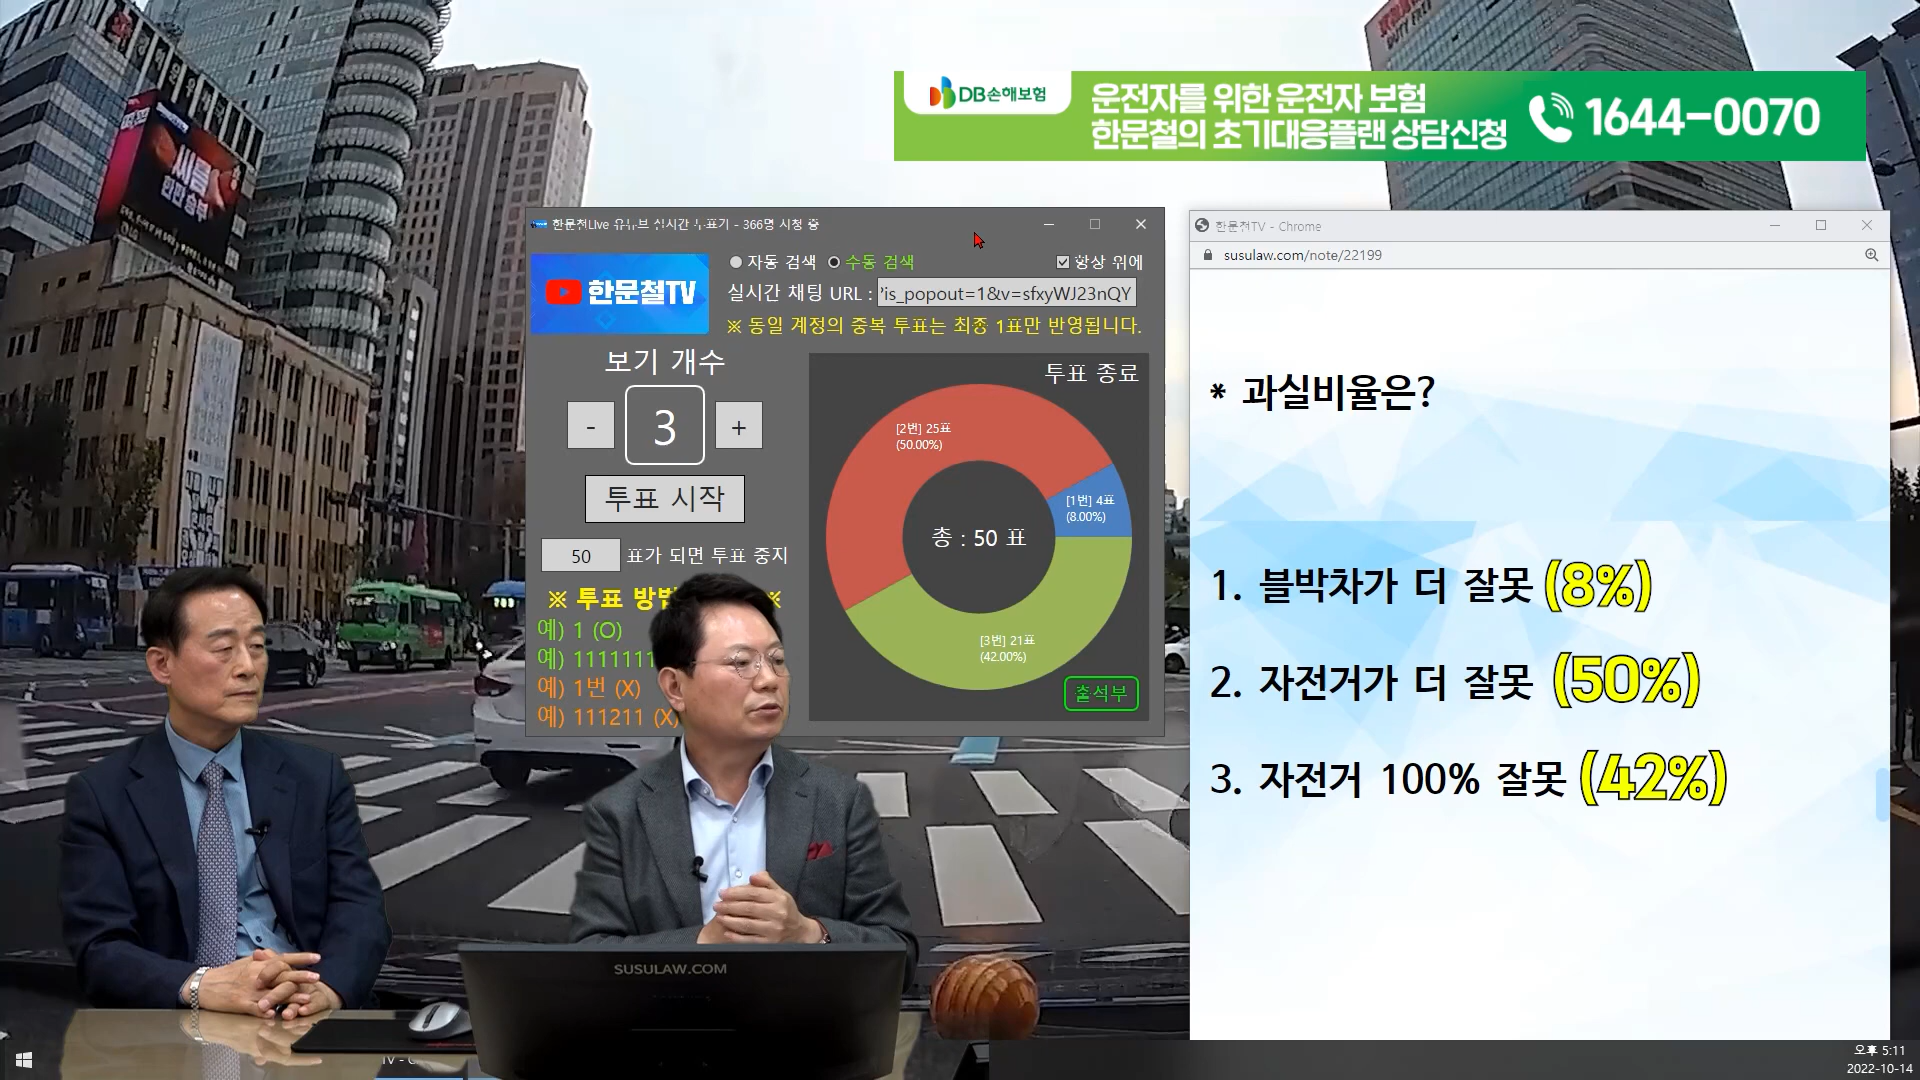 DB손해보험
운전자를 위한 운전자 보험
한문철의 초기대응플랜 상담신청
1644-0070
한문철Live 유튜브 실시간 투표기 - 366명 시청 중
한문철TV
자동 검색
수동 검색
항상 위에
실시간 채팅 URL :
?is_popout=1&v=sfxyWJ23nQY
※ 동일 계정의 중복 투표는 최종 1표만 반영됩니다.
보기 개수
-
3
+
투표 시작
50 표가 되면 투표 중지
※ 투표 방법
※
예) 1 (O)
예) 1111111
예) 1번 (X)
예) 111211 (X)
투표 종료
[2번] 25표
(50.00%)
[1번] 4표
(8.00%)
총 : 50 표
[3번] 21표
(42.00%)
출석부
한문철TV - Chrome
susulaw.com/note/22199
* 과실비율은?
1. 블박차가 더 잘못 (8%)
2. 자전거가 더 잘못 (50%)
3. 자전거 100% 잘못 (42%)
SUSULAW.COM
오후 5:11
2022-10-14